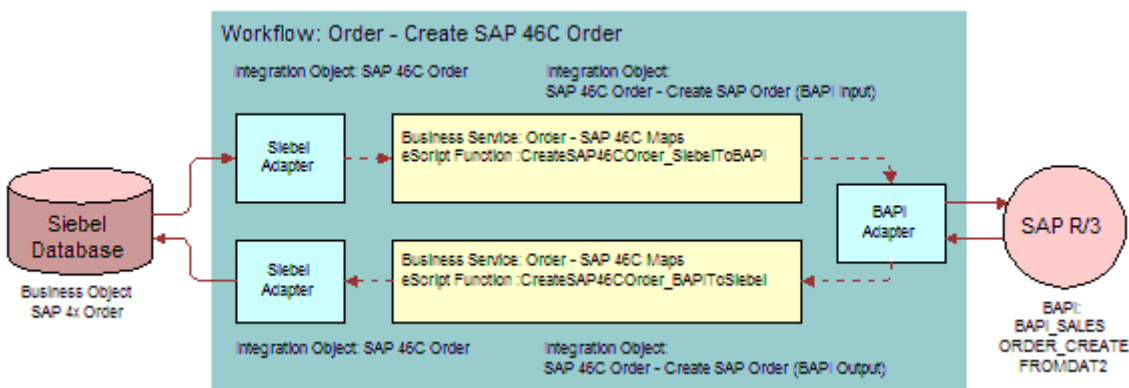 Workflow: Order - Create SAP 46C Order
Integration Object: SAP 46C Order
Integration Object:
SAP 46C Order - Create SAP Order (BAPI Input)
Siebel
Adapter
Business Service: Order - SAP 46C Maps
eScript Function :CreateSAP46COrder_SiebelToBAPI
Siebel
Database
Business Object
SAP 4x Order
BAPI
Adapter
SAP R/3
BAPI:
BAPI_SALES
ORDER_CREATE
FROMDAT2
Siebel
Adapter
Business Service: Order - SAP 46C Maps
eScript Function :CreateSAP46COrder_BAPIToSiebel
Integration Object: SAP 46C Order
Integration Object:
SAP 46C Order - Create SAP Order (BAPI Output)